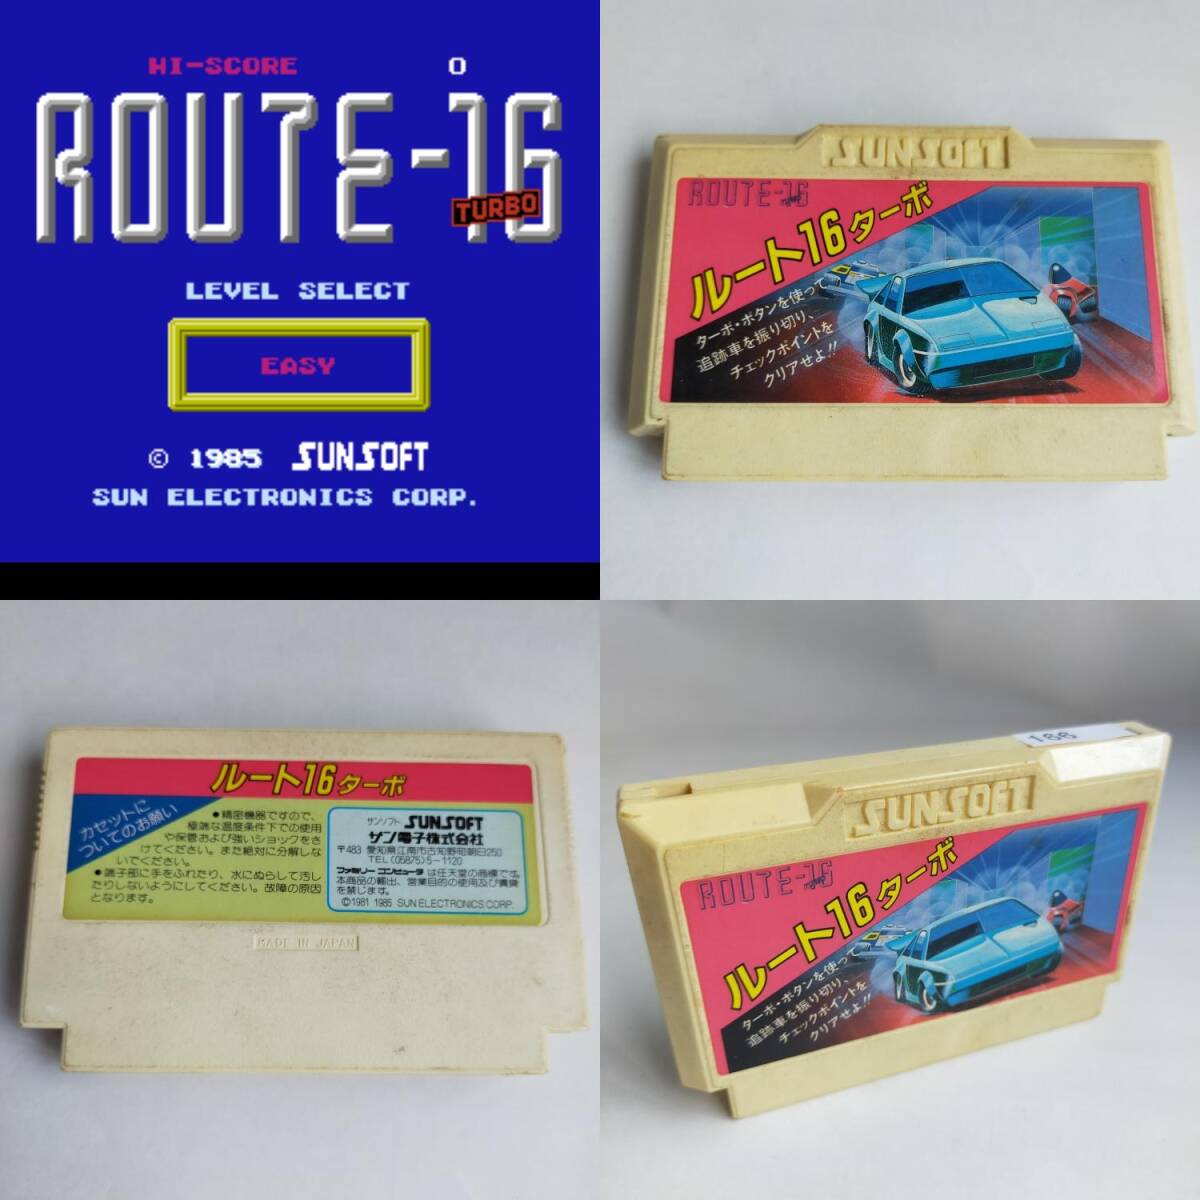 HI-SCORE 0
ROUTE-16
TURBO
LEVEL SELECT
EASY
© 1985 SUNSOFT
SUN ELECTRONICS CORP.
SUNSOFT
ROUTE-16
ルート16ターボ
ターボ・ボタンを使って
追跡車を振り切り、
チェックポイントを
クリアせよ!!
ルート16ターボ
カセットに
ついてのお願い
●精密機器ですので、
極端な温度条件下での使用
や保管および強いショックをさ
けてください。また絶対に分解しな
いでください。
●端子部に手をふれたり、水にぬらして汚し
たりしないようにしてください。故障の原因
となります。
サンソフト SUNSOFT
サン電子株式会社
〒483 愛知県江南市古知野町朝日250
TEL(05875)5-1120
ファミリーコンピュータは任天堂の商標です。
本商品の輸出、営業目的の使用及び賃貸
を禁じます。
©1981 1985 SUN ELECTRONICS CORP.
MADE IN JAPAN
SUNSOFT
ROUTE-16
ルート16ターボ
ターボ・ボタンを使って
追跡車を振り切り、
チェックポイントを
クリアせよ!!